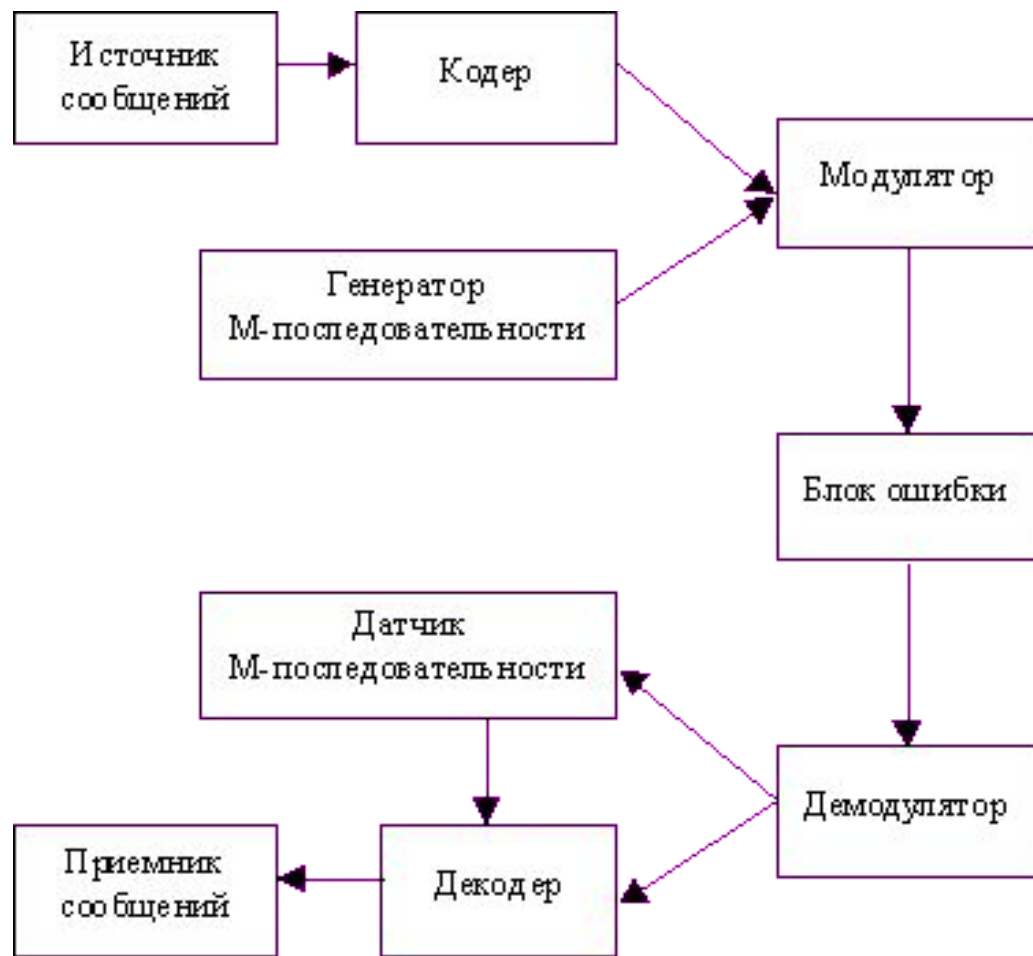 Источник
сообщений
Кодер
Модулятор
Генератор
М-последовательности
Блок ошибки
Датчик
М-последовательности
Демодулятор
Приемник
сообщений
Декодер